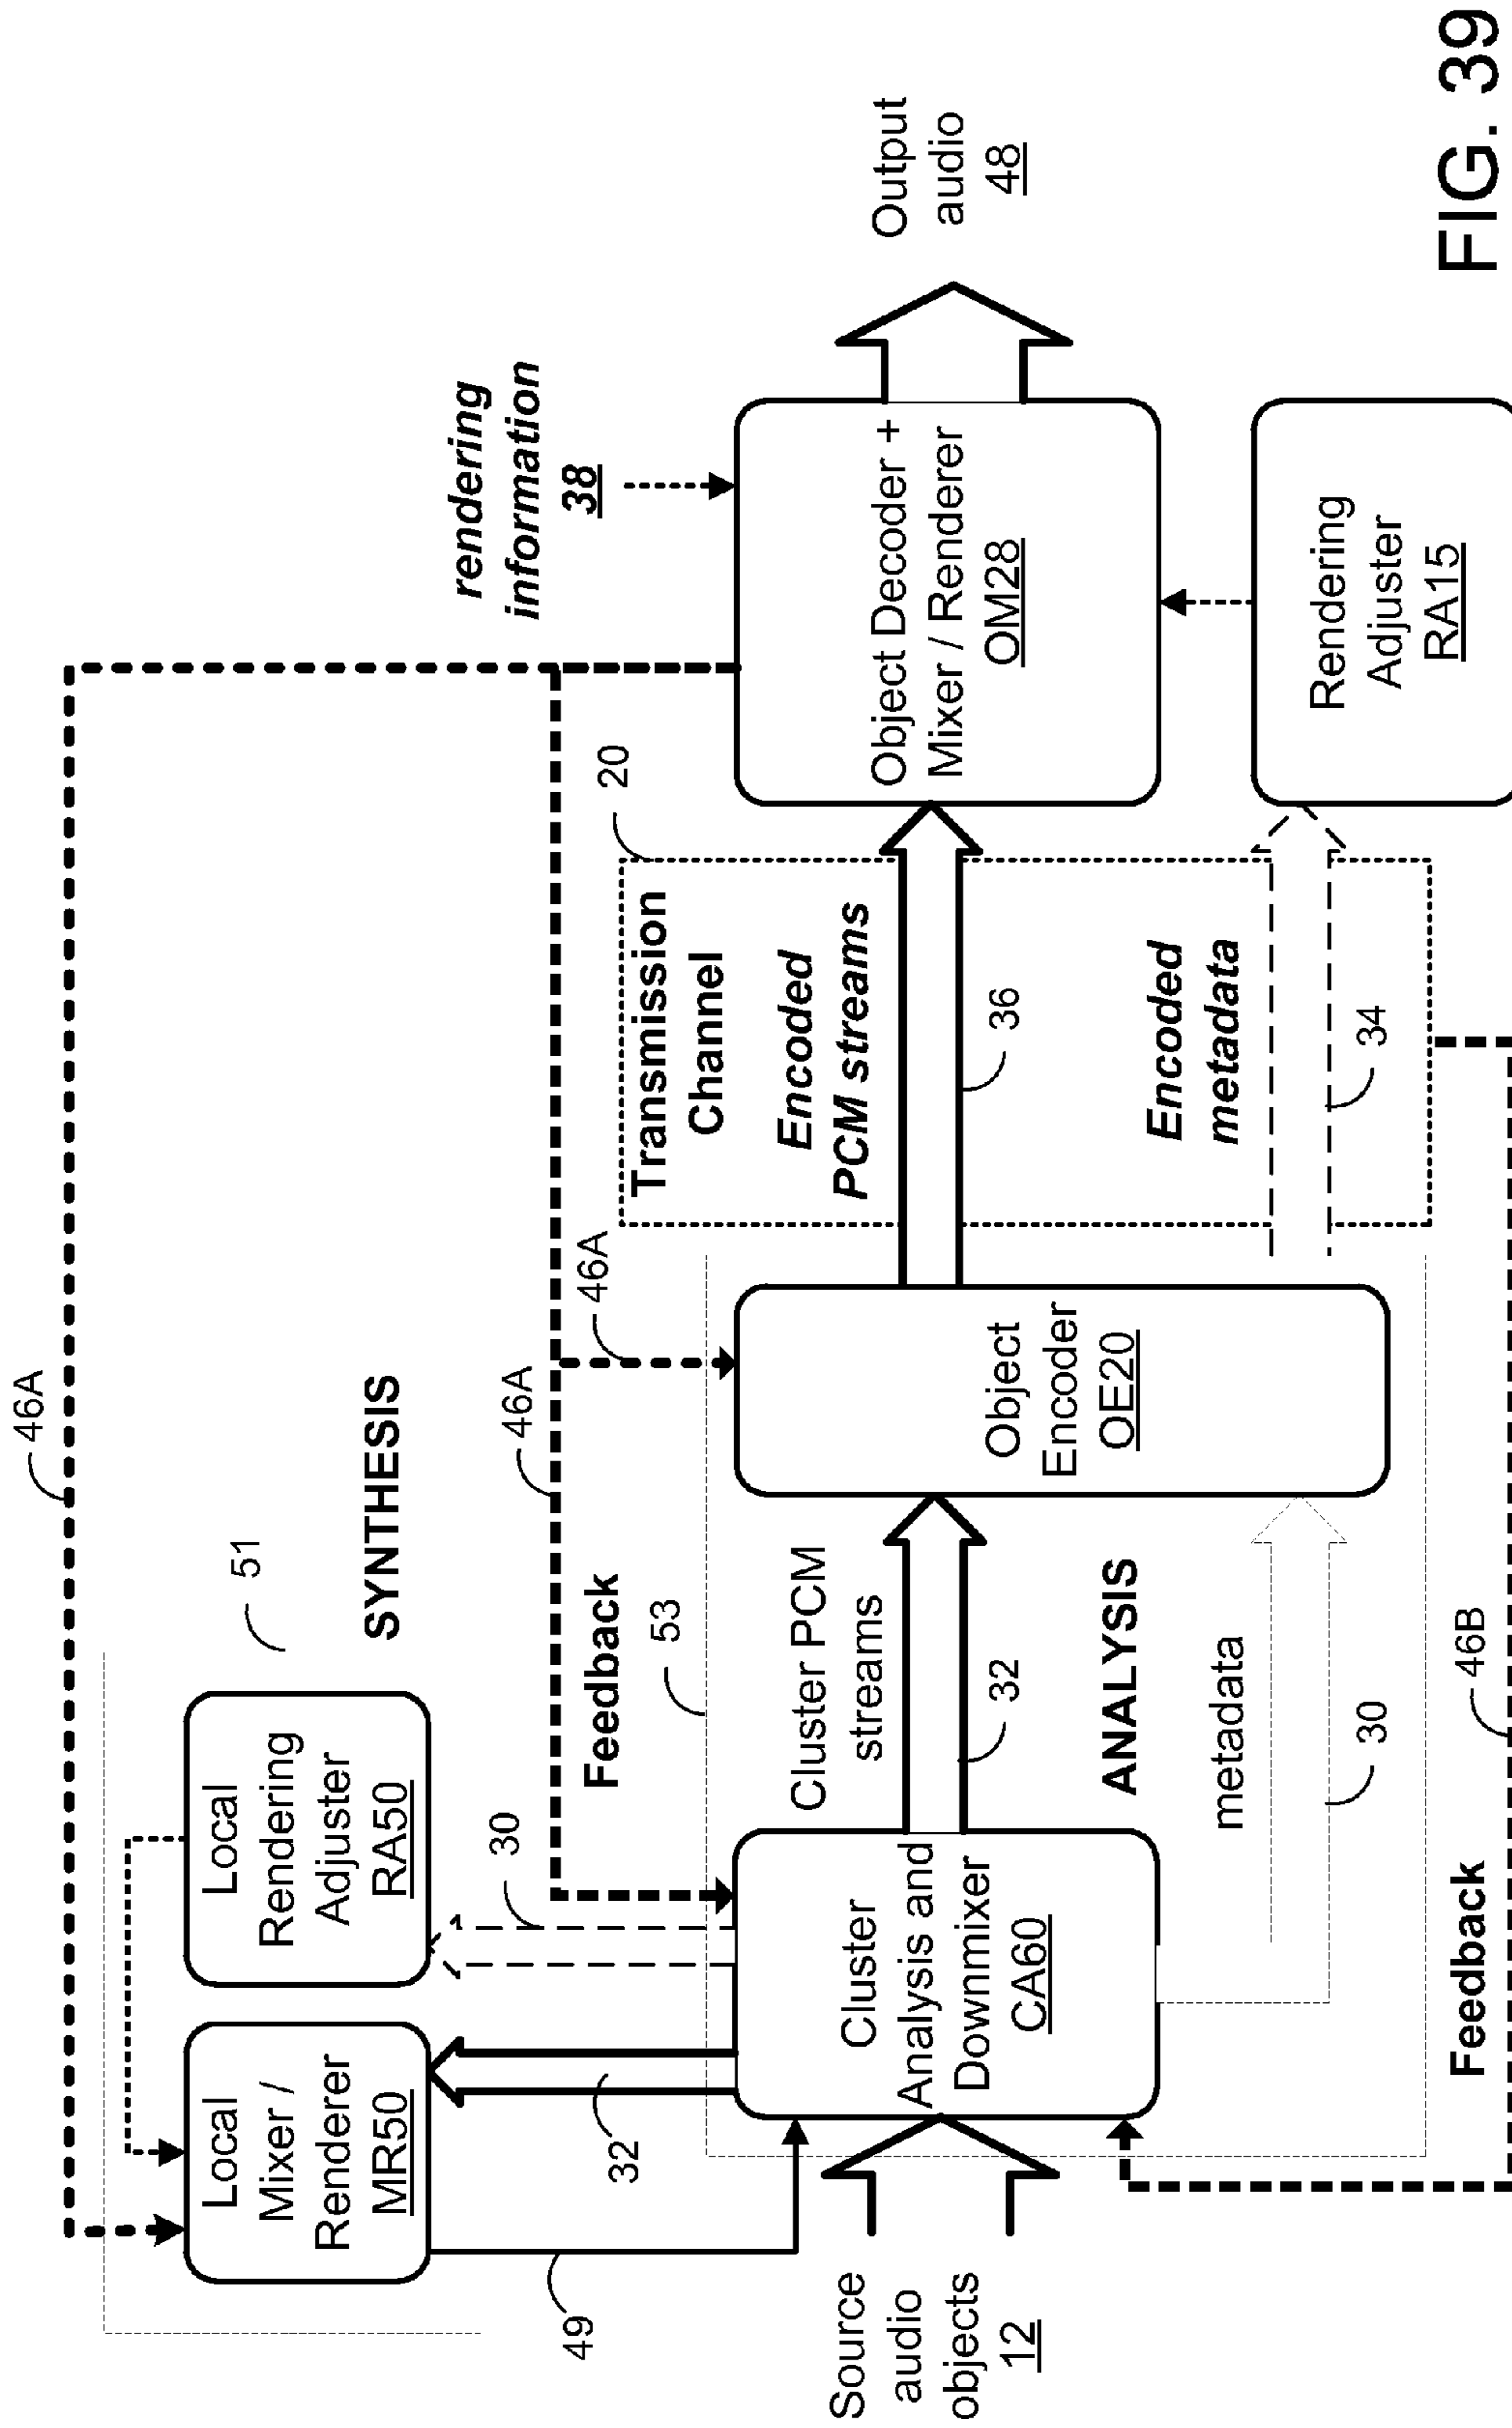 46A
SYNTHESIS
51
Local
Mixer /
Renderer
MR50
Local
Rendering
Adjuster
RA50
rendering
information
38
Feedback
46A
46A
20
49
32
30
53
Source
audio
objects
12
Cluster
Analysis and
Downmixer
CA60
Cluster PCM
streams
32
ANALYSIS
metadata
30
Object
Encoder
OE20
Transmission
Channel
Encoded
PCM streams
36
Encoded
metadata
34
Object Decoder +
Mixer / Renderer
OM28
Output
audio
48
Rendering
Adjuster
RA15
Feedback
46B
FIG. 39